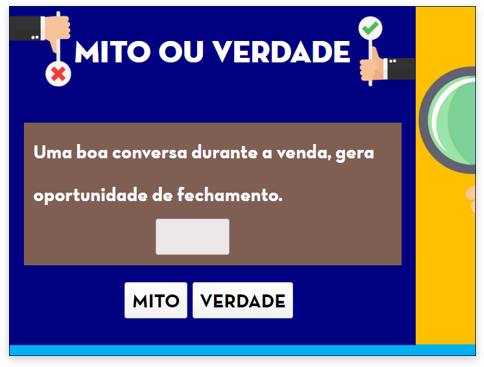 MITO OU VERDADE
Uma boa conversa durante a venda, gera
oportunidade de fechamento.
MITO VERDADE